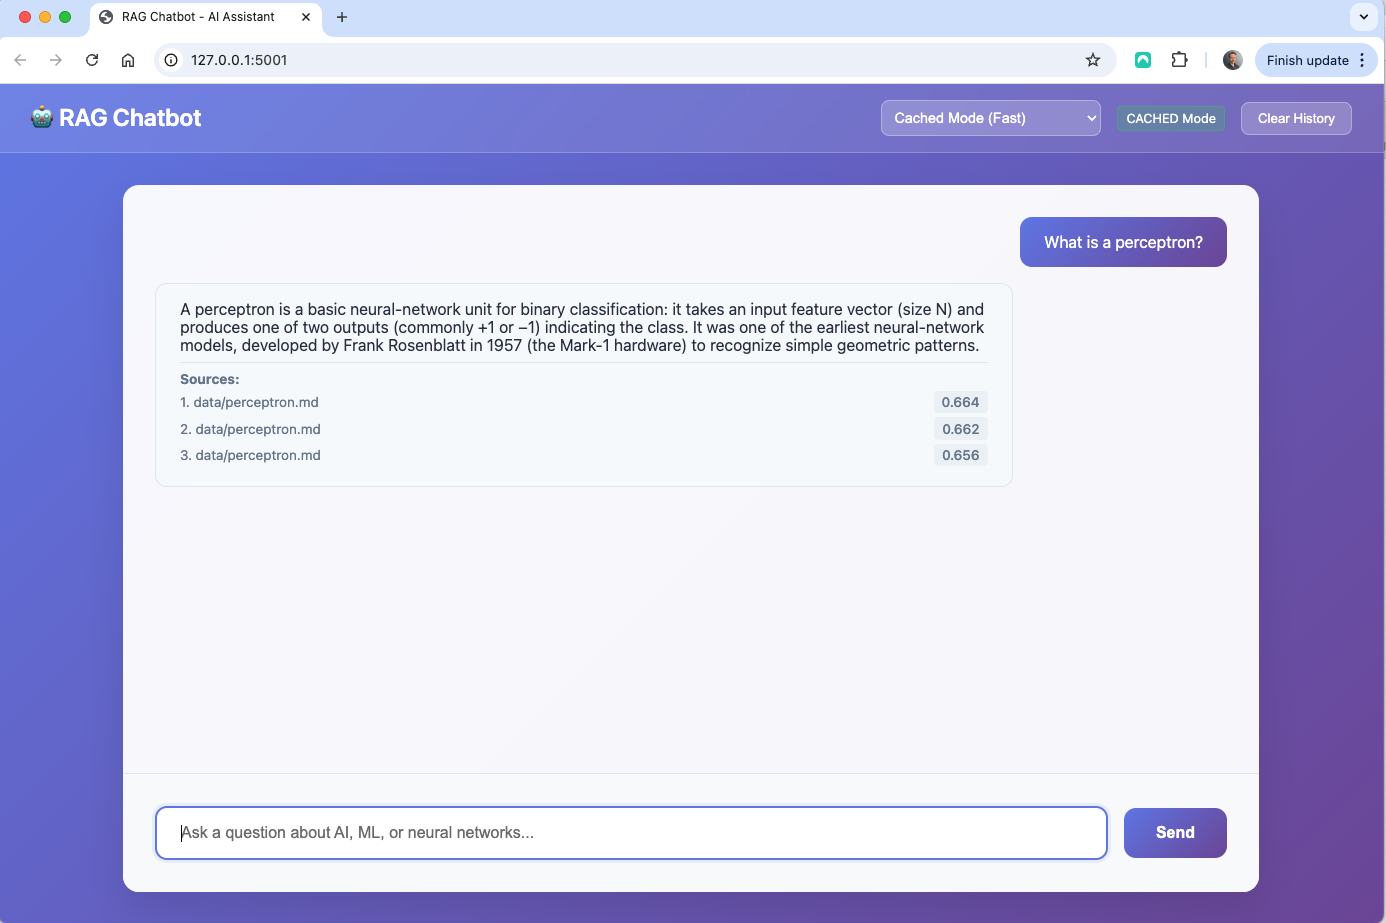 RAG Chatbot - AI Assistant
127.0.0.1:5001
Finish update
RAG Chatbot
Cached Mode (Fast)
CACHED Mode
Clear History
What is a perceptron?
A perceptron is a basic neural-network unit for binary classification: it takes an input feature vector (size N) and
produces one of two outputs (commonly +1 or −1) indicating the class. It was one of the earliest neural-network
models, developed by Frank Rosenblatt in 1957 (the Mark-1 hardware) to recognize simple geometric patterns.
Sources:
1. data/perceptron.md 0.664
2. data/perceptron.md 0.662
3. data/perceptron.md 0.656
Ask a question about AI, ML, or neural networks...
Send